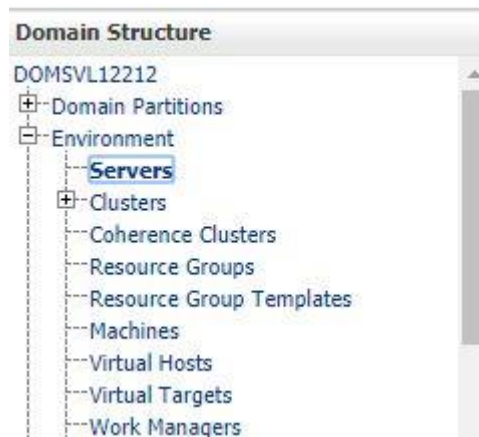 Domain Structure
DOMSVL12212
Domain Partitions
Environment
Servers
Clusters
Coherence Clusters
Resource Groups
Resource Group Templates
Machines
Virtual Hosts
Virtual Targets
Work Managers